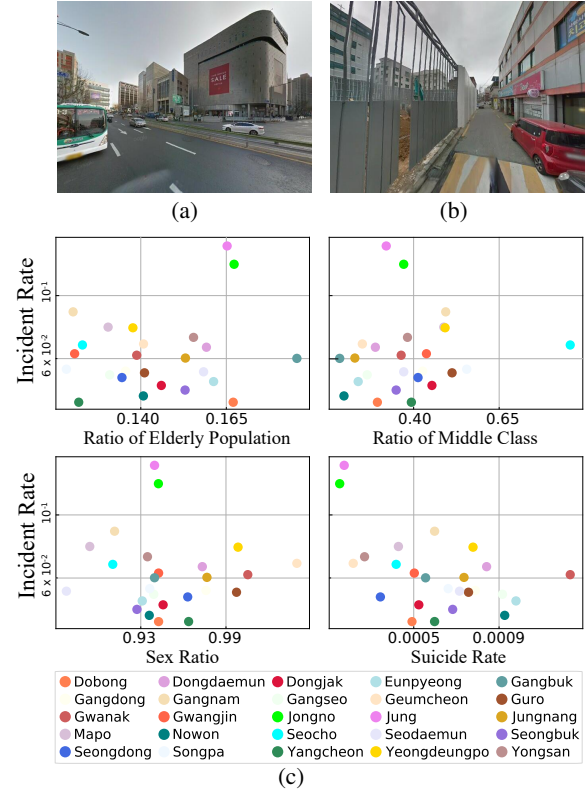 SALE
(a)
(b)
Incident Rate
10⁻¹
6 × 10⁻²
0.140
0.165
Ratio of Elderly Population
0.40
0.65
Ratio of Middle Class
Incident Rate
10⁻¹
6 × 10⁻²
0.93
0.99
Sex Ratio
0.0005
0.0009
Suicide Rate
Dobong Dongdaemun Dongjak Eunpyeong Gangbuk
Gangdong Gangnam Gangseo Geumcheon Guro
Gwanak Gwangjin Jongno Jung Jungnang
Mapo Nowon Seocho Seodaemun Seongbuk
Seongdong Songpa Yangcheon Yeongdeungpo Yongsan
(c)